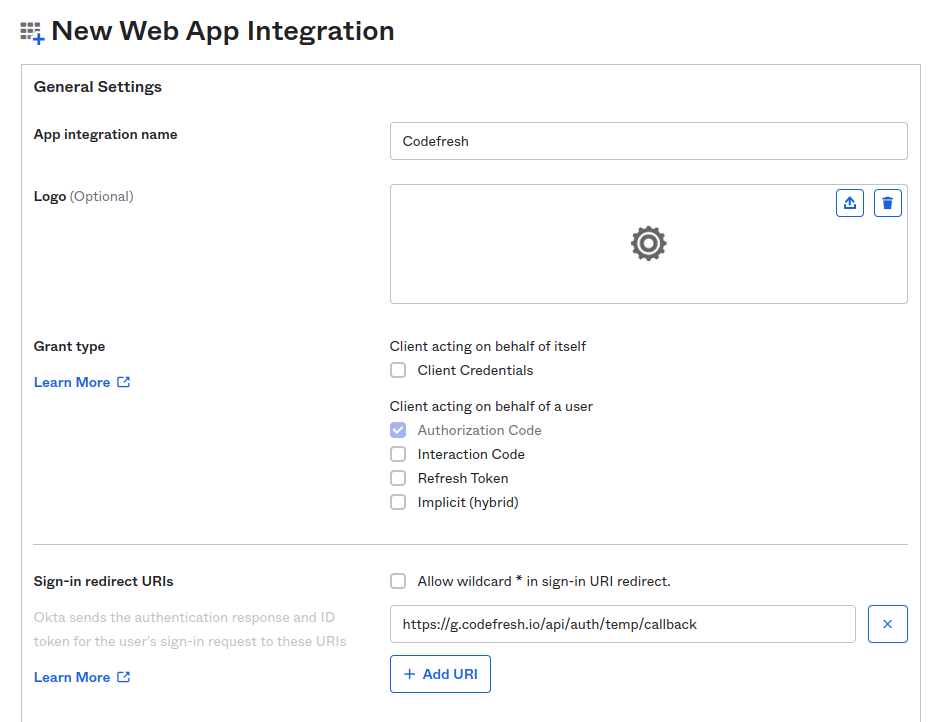 New Web App Integration
General Settings
App integration name
Codefresh
Logo (Optional)
Grant type
Learn More
Client acting on behalf of itself
Client Credentials
Client acting on behalf of a user
Authorization Code
Interaction Code
Refresh Token
Implicit (hybrid)
Sign-in redirect URIs
Okta sends the authentication response and ID
token for the user's sign-in request to these URIs
Learn More
Allow wildcard * in sign-in URI redirect.
https://g.codefresh.io/api/auth/temp/callback
+ Add URI